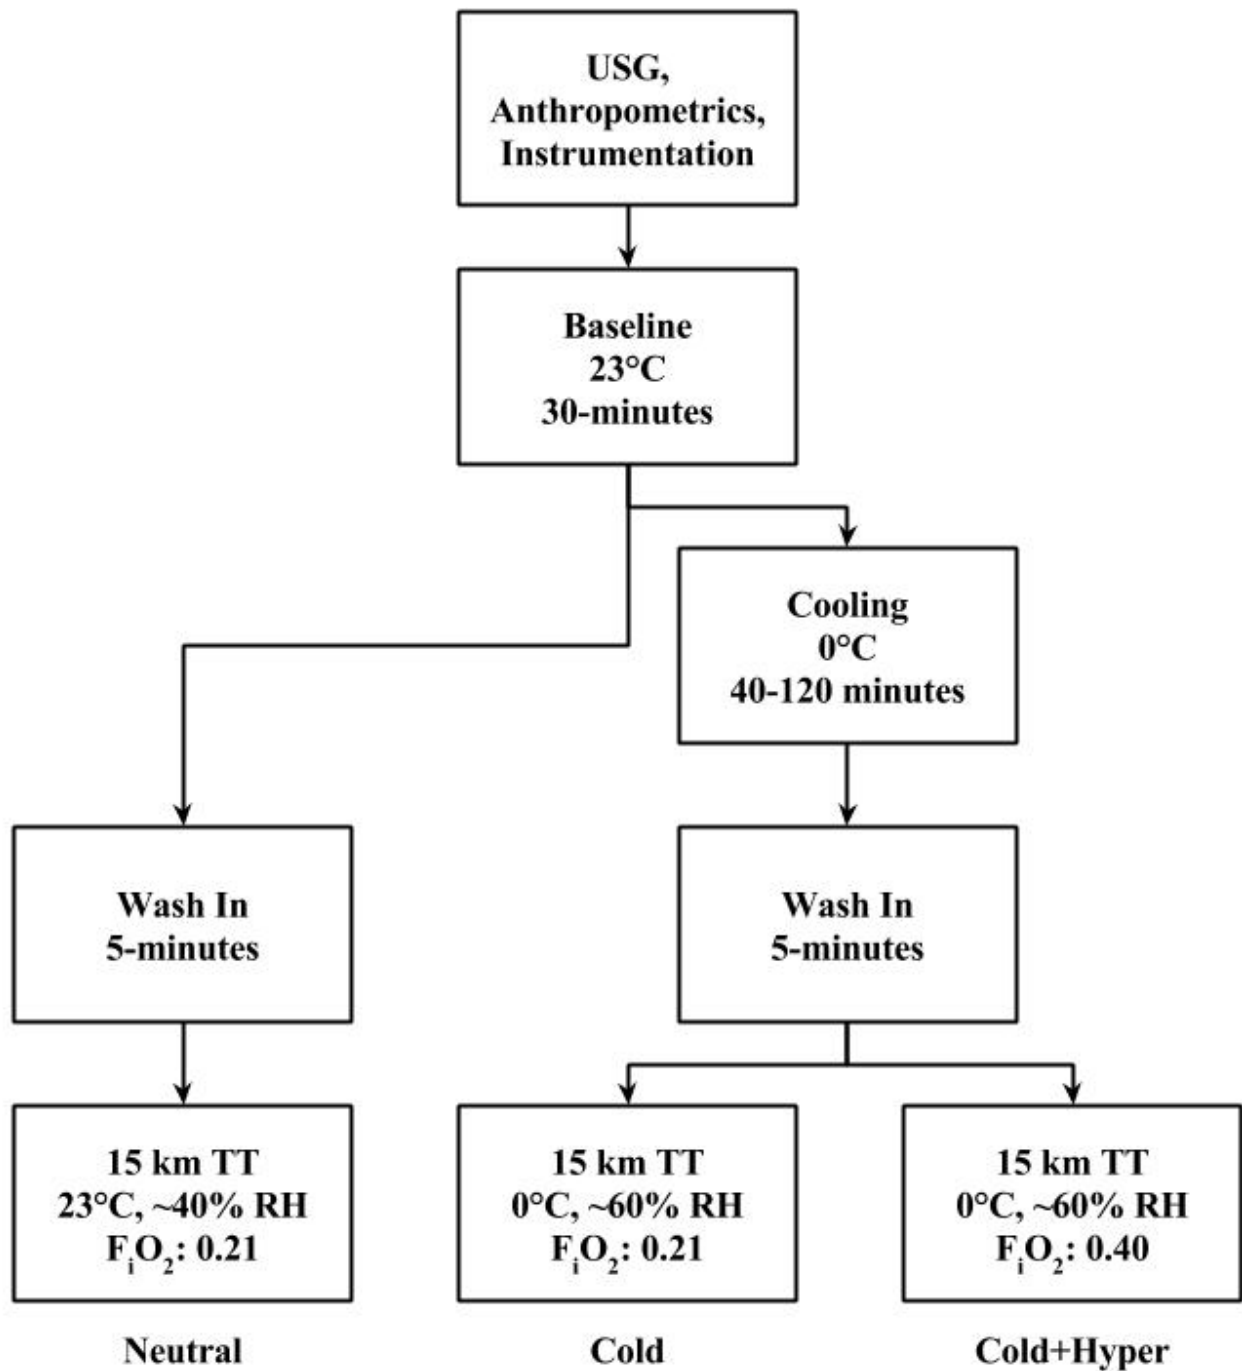 USG,
Anthropometrics,
Instrumentation
Baseline
23°C
30-minutes
Cooling
0°C
40-120 minutes
Wash In
5-minutes
Wash In
5-minutes
15 km TT
23°C, ~40% RH
FᵢO₂: 0.21
15 km TT
0°C, ~60% RH
FᵢO₂: 0.21
15 km TT
0°C, ~60% RH
FᵢO₂: 0.40
Neutral
Cold
Cold+Hyper